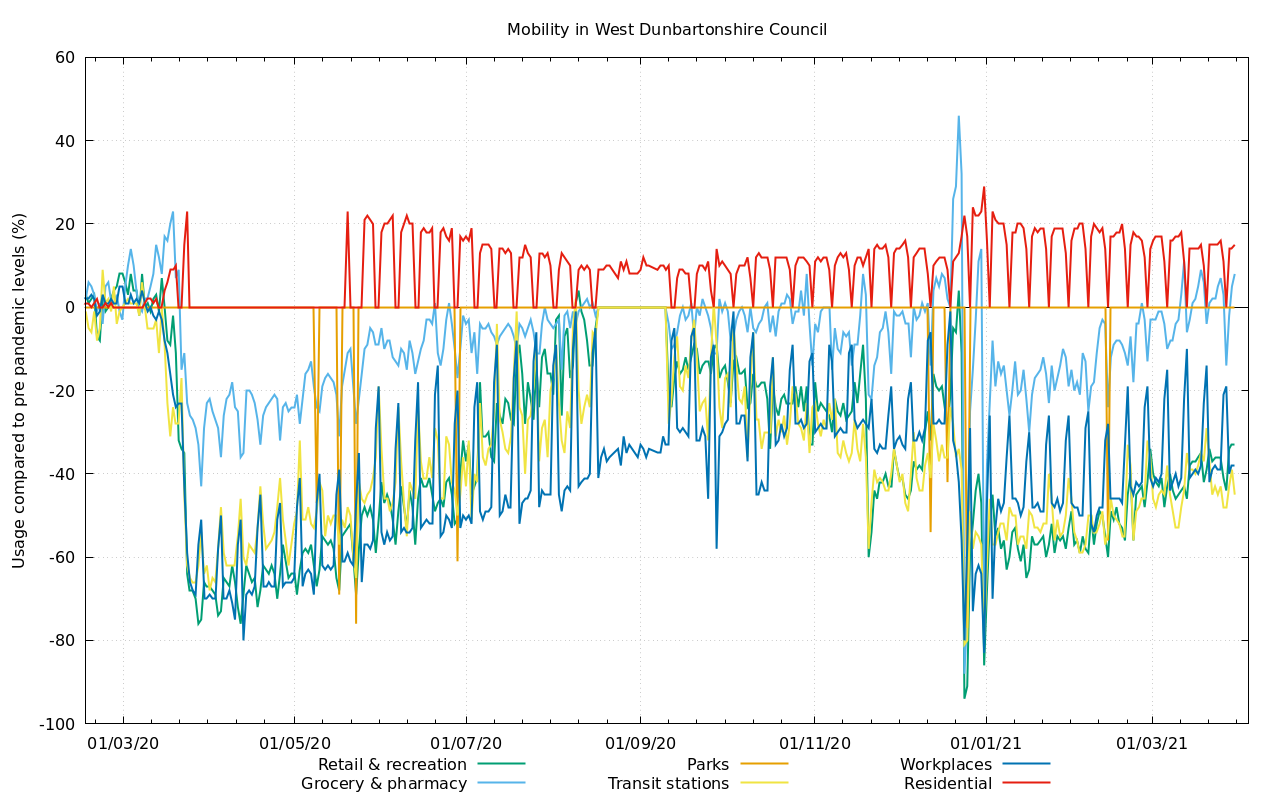 Mobility in West Dunbartonshire Council
Usage compared to pre pandemic levels (%)
60
40
20
0
-20
-40
-60
-80
-100
01/03/20 01/05/20 01/07/20 01/09/20 01/11/20 01/01/21 01/03/21
Retail & recreation Parks Workplaces
Grocery & pharmacy Transit stations Residential